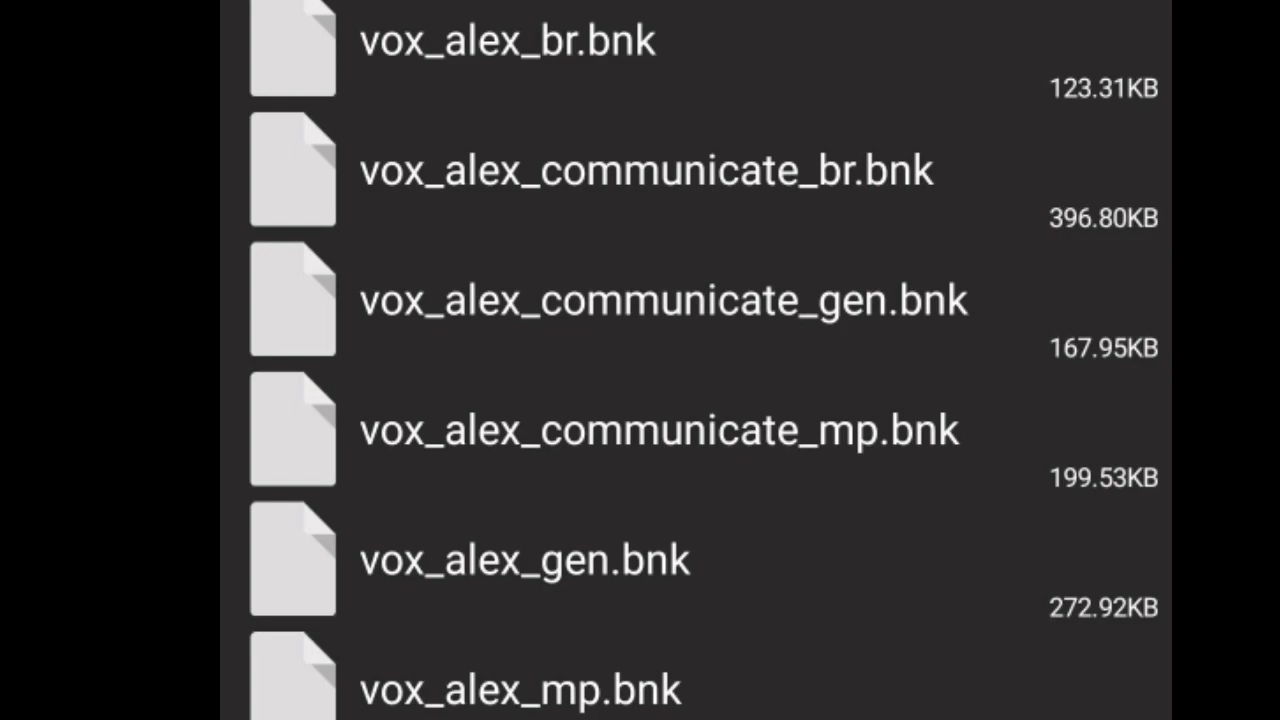 vox_alex_br.bnk
123.31KB
vox_alex_communicate_br.bnk
396.80KB
vox_alex_communicate_gen.bnk
167.95KB
vox_alex_communicate_mp.bnk
199.53KB
vox_alex_gen.bnk
272.92KB
vox_alex_mp.bnk